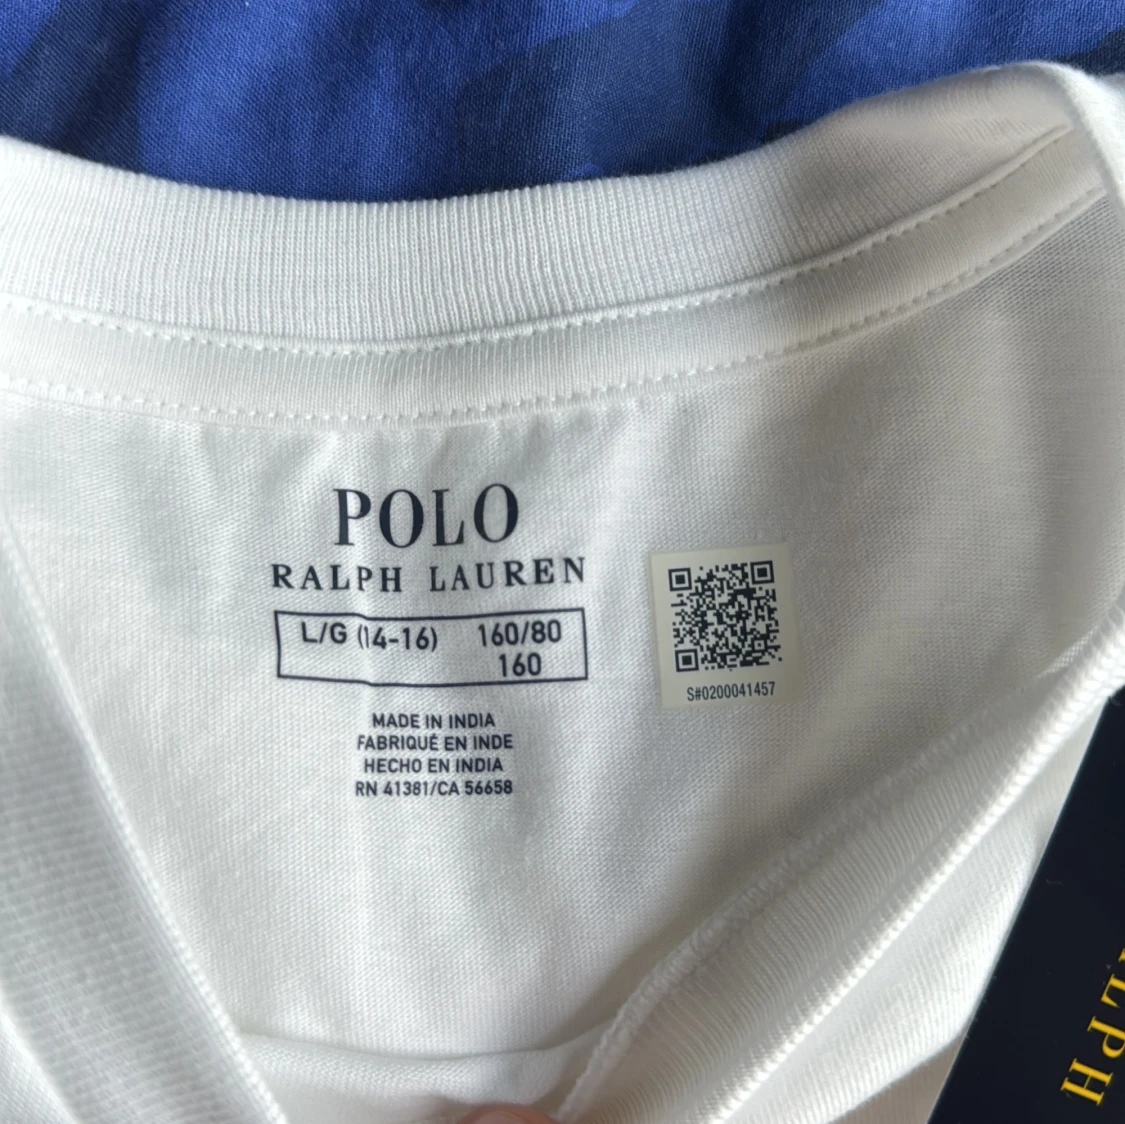 POLO
RALPH LAUREN
L/G (14-16) 160/80
160
MADE IN INDIA
FABRIQUÉ EN INDE
HECHO EN INDIA
RN 41381/CA 56658
S#0200041457
LPH